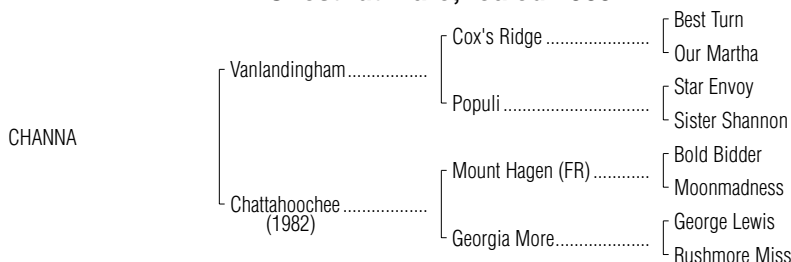 Best Turn
Cox's Ridge ......................
Our Martha
Vanlandingham.................
Star Envoy
Populi ...............................
Sister Shannon
CHANNA
Bold Bidder
Mount Hagen (FR) ............
Moonmadness
Chattahoochee ..................
(1982)
George Lewis
Georgia More....................
Rushmore Miss